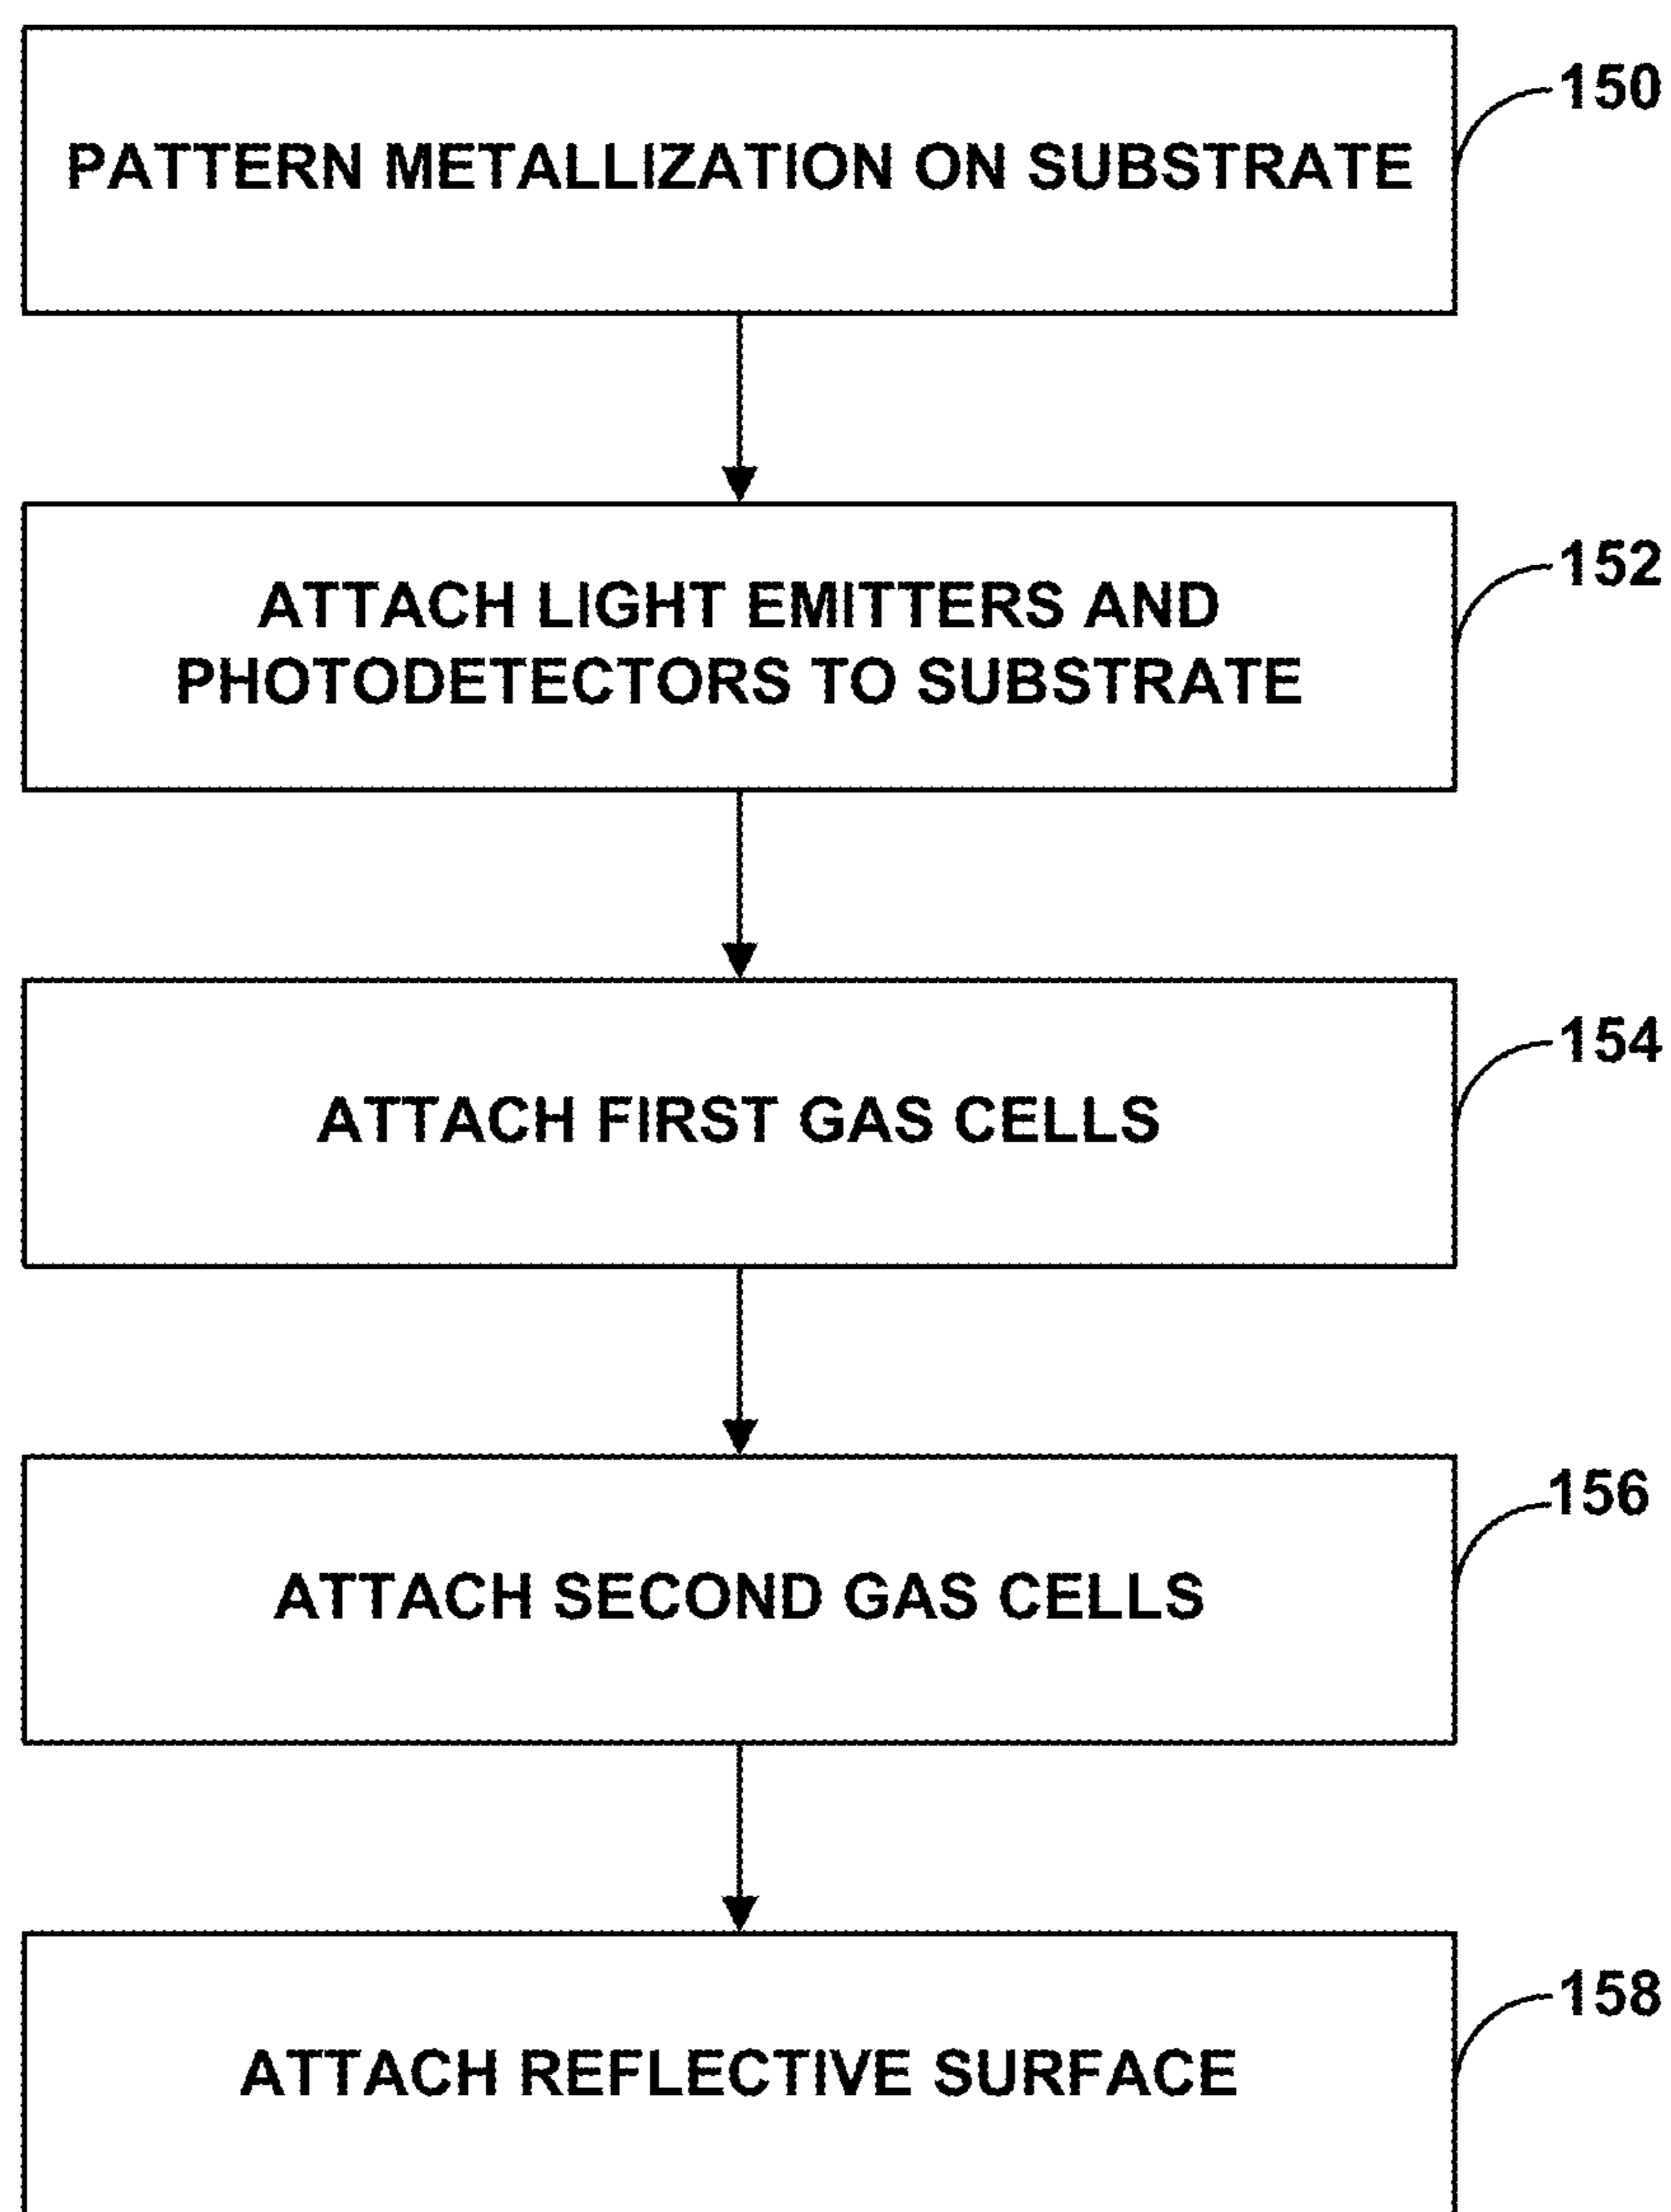 150
PATTERN METALLIZATION ON SUBSTRATE
152
ATTACH LIGHT EMITTERS AND
PHOTODETECTORS TO SUBSTRATE
154
ATTACH FIRST GAS CELLS
156
ATTACH SECOND GAS CELLS
158
ATTACH REFLECTIVE SURFACE